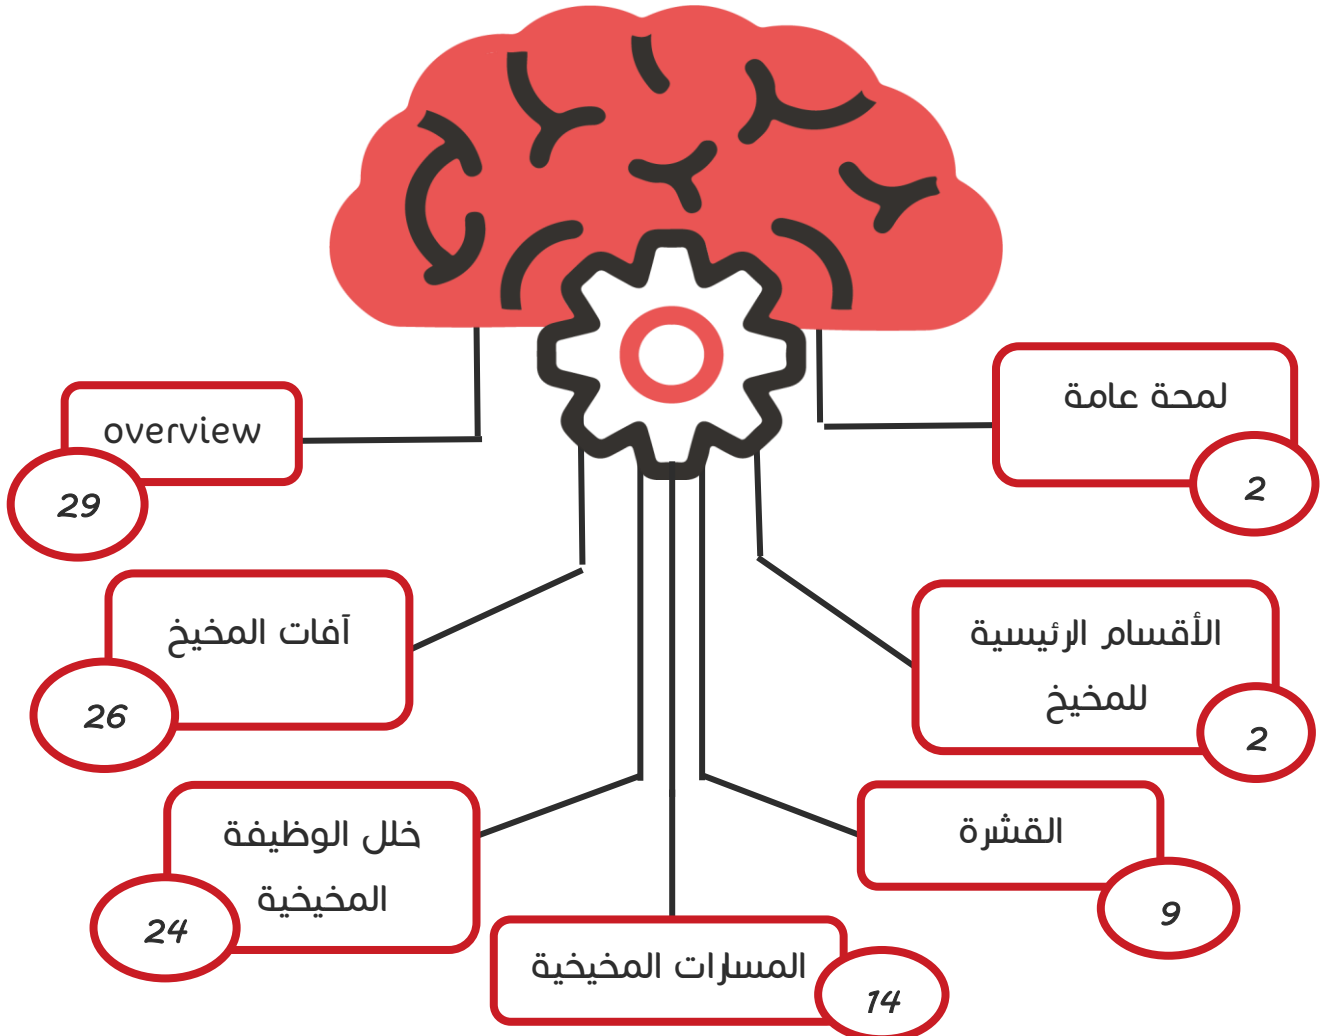 لمحة عامة
2
الأقسام الرئيسية
للمخيخ
2
القشرة
9
المسارات المخيخية
14
خلل الوظيفة
المخيخية
24
آفات المخيخ
26
overview
29